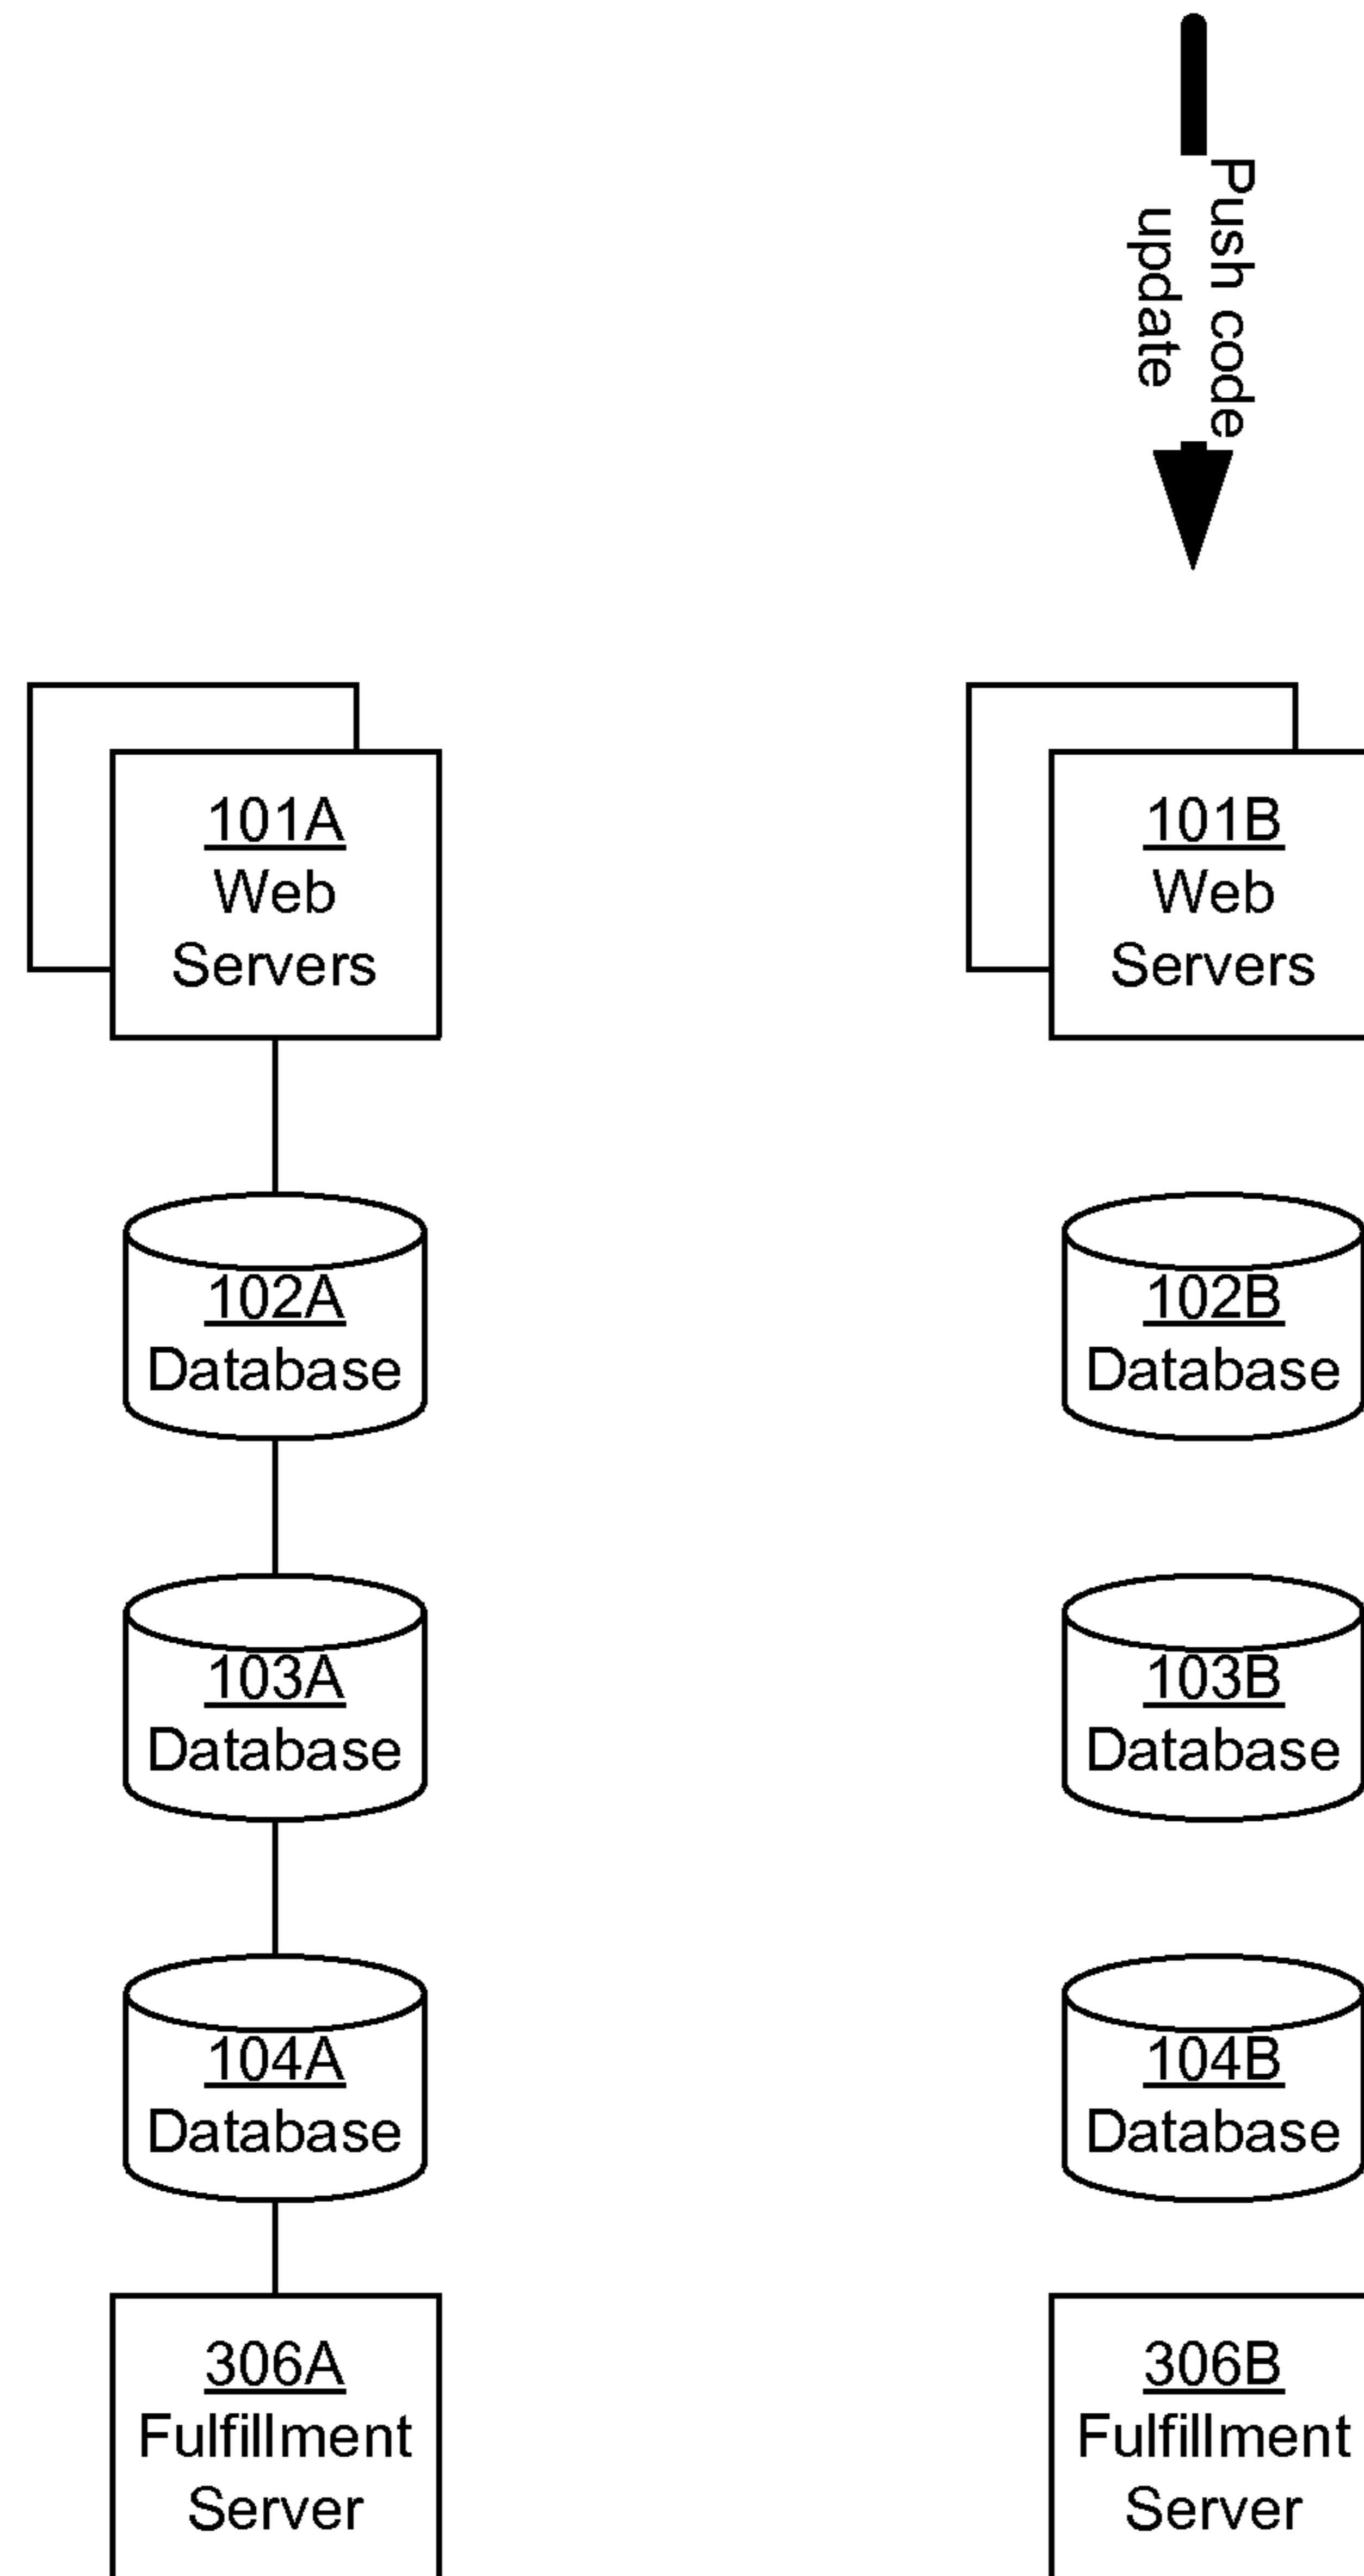 Push code
update
101A
Web
Servers
101B
Web
Servers
102A
Database
102B
Database
103A
Database
103B
Database
104A
Database
104B
Database
306A
Fulfillment
Server
306B
Fulfillment
Server